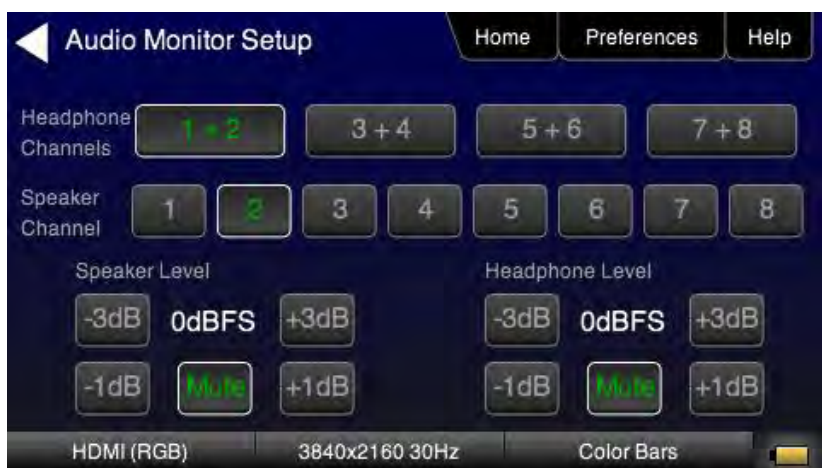 Audio Monitor Setup Home Preferences Help
Headphone Channels 1 + 2 3 + 4 5 + 6 7 + 8
Speaker Channel 1 2 3 4 5 6 7 8
Speaker Level Headphone Level
-3dB 0dBFS +3dB -3dB 0dBFS +3dB
-1dB Mute +1dB -1dB Mute +1dB
HDMI (RGB) 3840x2160 30Hz Color Bars